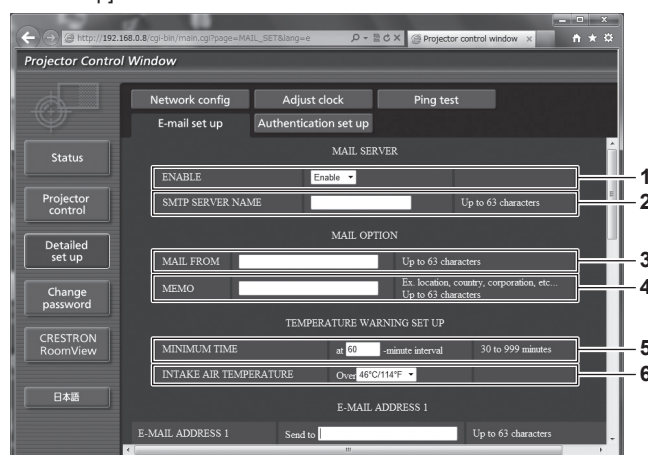 http://192.168.0.8/cgi-bin/main.cgi?page=MAIL_SET&lang=e
Projector control window
Projector Control Window
Network config
Adjust clock
Ping test
E-mail set up
Authentication set up
Status
Projector control
Detailed set up
Change password
CRESTRON RoomView
日本語
MAIL SERVER
ENABLE Enable 1
SMTP SERVER NAME Up to 63 characters 2
MAIL OPTION
MAIL FROM Up to 63 characters 3
MEMO Ex. location, country, corporation, etc...
Up to 63 characters 4
TEMPERATURE WARNING SET UP
MINIMUM TIME at 60 -minute interval 30 to 999 minutes 5
INTAKE AIR TEMPERATURE Over 46°C/114°F 6
E-MAIL ADDRESS 1
E-MAIL ADDRESS 1 Send to Up to 63 characters